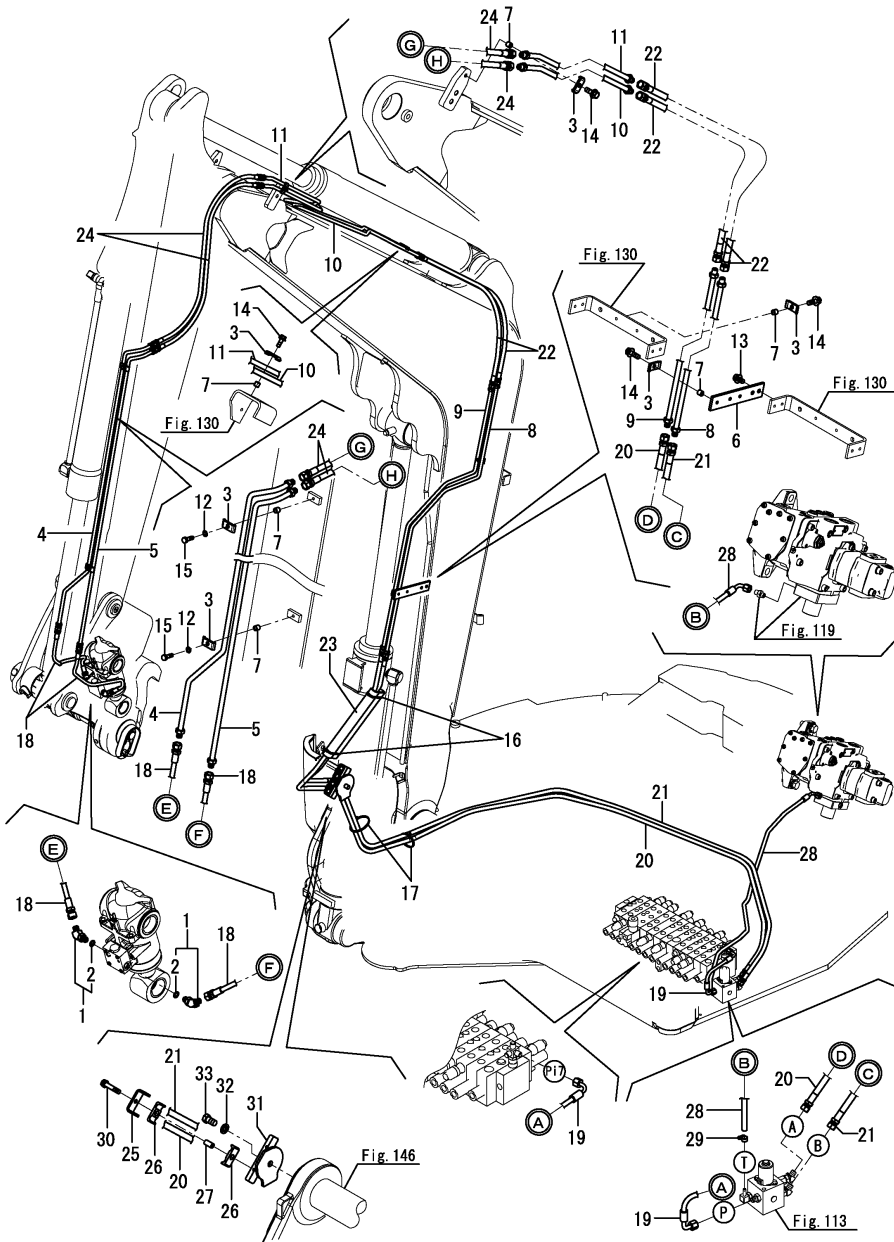 24 7
G
H
11
22
24
3
14
10
22
11
24
10
22
Fig. 130
14
3
11
10
7
Fig. 130
22
9
8
7 3 14
13
14 3
7
Fig. 130
9
8
6
20
21
D
C
24
G
H
3
12
7
15
4
5
28
B
Fig. 119
3
12
15
7
23
18
4
5
16
18
18
E
F
21
20
17
28
E
18
1
2
2
18
F
1
19
B
D
C
20
28
29
A
B
21
T
A
19
P
Fig. 113
Pi7
A
19
21
33
32
31
30
25
26
20
27
26
Fig. 146